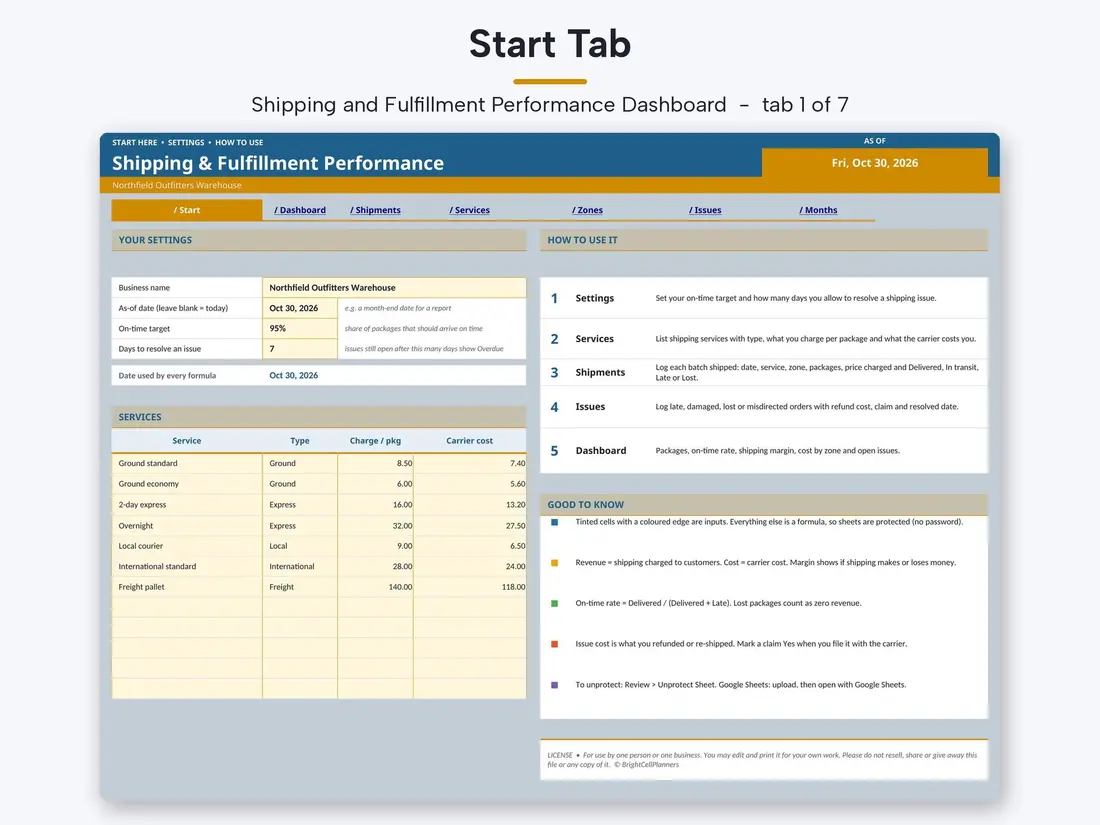 Start Tab
Shipping and Fulfillment Performance Dashboard – tab 1 of 7
START HERE • SETTINGS • HOW TO USE
AS OF
Shipping & Fulfillment Performance
Fri, Oct 30, 2026
Northfield Outfitters Warehouse
/ Start / Dashboard / Shipments / Services / Zones / Issues / Months
YOUR SETTINGS
Business name Northfield Outfitters Warehouse
As-of date (leave blank = today) Oct 30, 2026 e.g. a month-end date for a report
On-time target 95% share of packages that should arrive on time
Days to resolve an issue 7 issues still open after this many days show Overdue
Date used by every formula Oct 30, 2026
SERVICES
Service Type Charge / pkg Carrier cost
Ground standard Ground 8.50 7.40
Ground economy Ground 6.00 5.60
2-day express Express 16.00 13.20
Overnight Express 32.00 27.50
Local courier Local 9.00 6.50
International standard International 28.00 24.00
Freight pallet Freight 140.00 118.00
HOW TO USE IT
1 Settings Set your on-time target and how many days you allow to resolve a shipping issue.
2 Services List shipping services with type, what you charge per package and what the carrier costs you.
3 Shipments Log each batch shipped: date, service, zone, packages, price charged and Delivered, In transit,
Late or Lost.
4 Issues Log late, damaged, lost or misdirected orders with refund cost, claim and resolved date.
5 Dashboard Packages, on-time rate, shipping margin, cost by zone and open issues.
GOOD TO KNOW
Tinted cells with a coloured edge are inputs. Everything else is a formula, so sheets are protected (no password).
Revenue = shipping charged to customers. Cost = carrier cost. Margin shows if shipping makes or loses money.
On-time rate = Delivered / (Delivered + Late). Lost packages count as zero revenue.
Issue cost is what you refunded or re-shipped. Mark a claim Yes when you file it with the carrier.
To unprotect: Review > Unprotect Sheet. Google Sheets: upload, then open with Google Sheets.
LICENSE • For use by one person or one business. You may edit and print it for your own work. Please do not resell, share or give away this
file or any copy of it. © BrightCellPlanners